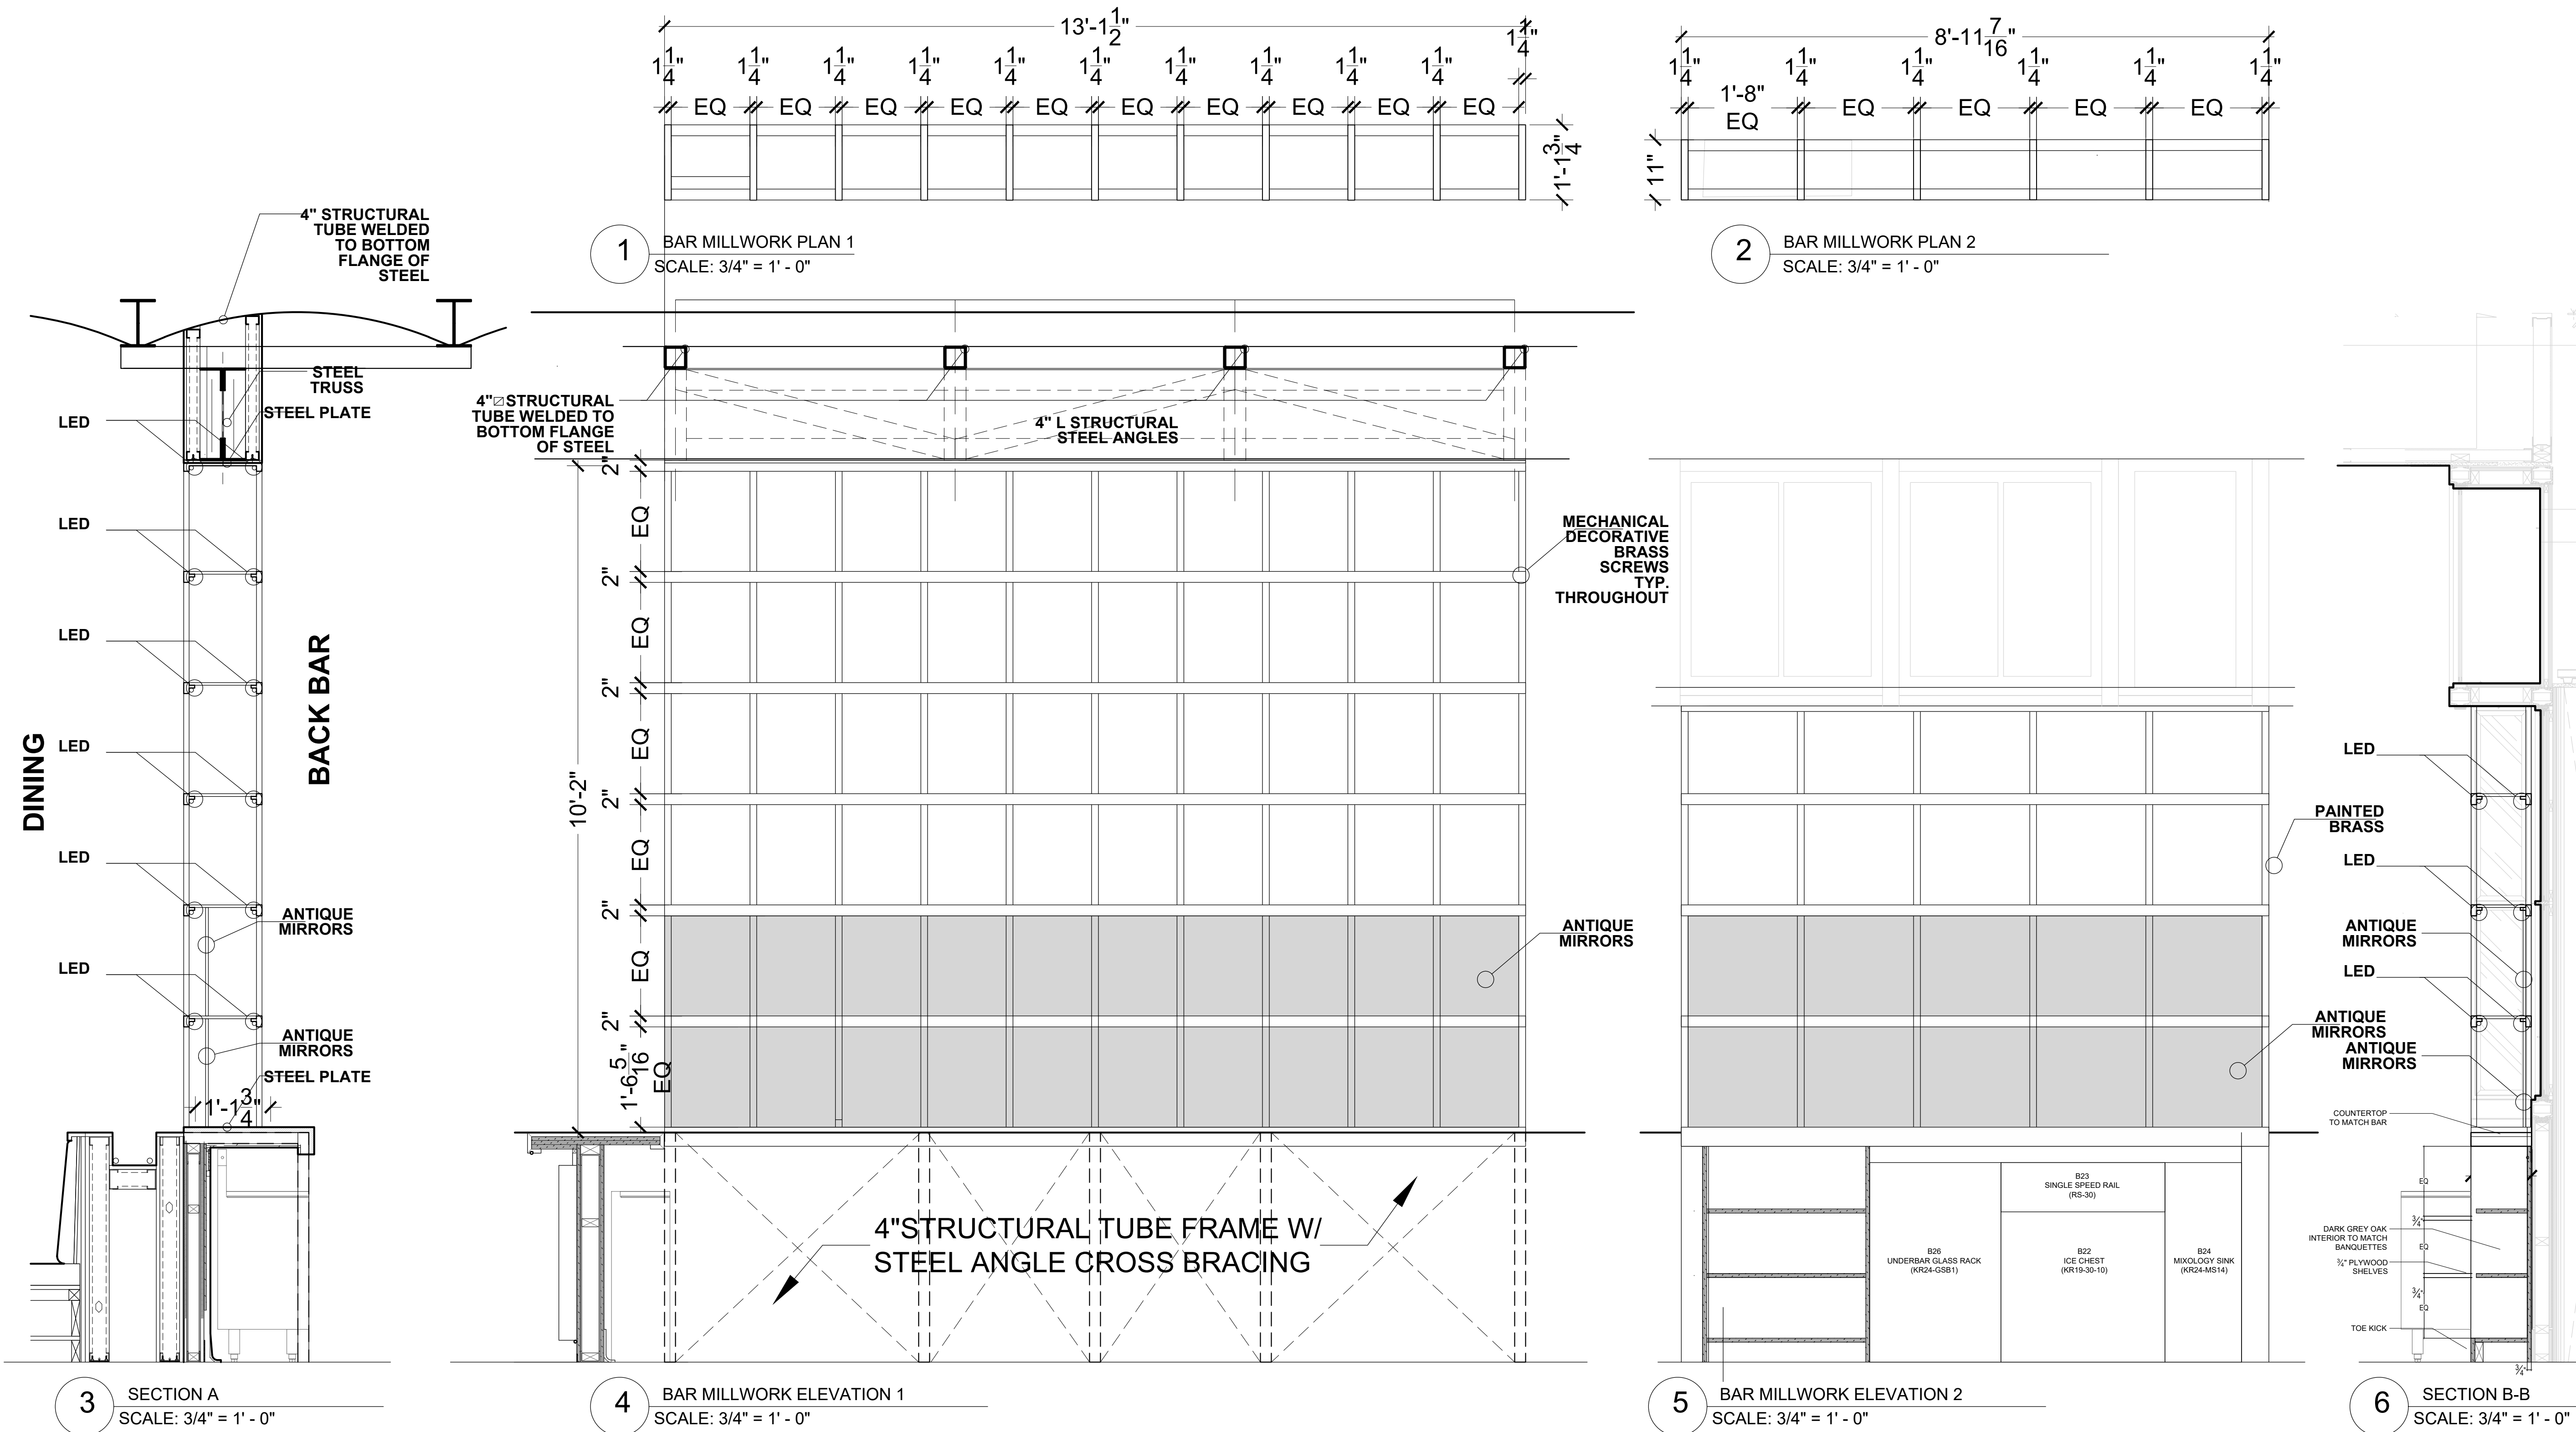 13'-1 1/2"
1 1/4"
1 1/4" 1 1/4" 1 1/4" 1 1/4" 1 1/4" 1 1/4" 1 1/4" 1 1/4" 1 1/4" 1 1/4"
EQ EQ EQ EQ EQ EQ EQ EQ EQ EQ
1'-1 3/4"
1
BAR MILLWORK PLAN 1
SCALE: 3/4" = 1' - 0"
8'-11 7/16"
1 1/4" 1 1/4" 1 1/4" 1 1/4" 1 1/4" 1 1/4"
1'-8"
EQ EQ EQ EQ EQ
11"
2
BAR MILLWORK PLAN 2
SCALE: 3/4" = 1' - 0"
4" STRUCTURAL
TUBE WELDED
TO BOTTOM
FLANGE OF
STEEL
STEEL
TRUSS
STEEL PLATE
LED
LED
LED
LED
LED
LED
DINING
BACK BAR
ANTIQUE
MIRRORS
ANTIQUE
MIRRORS
STEEL PLATE
1'-1 3/4"
3
SECTION A
SCALE: 3/4" = 1' - 0"
4" STRUCTURAL
TUBE WELDED TO
BOTTOM FLANGE
OF STEEL
4" L STRUCTURAL
STEEL ANGLES
2"
EQ
2"
EQ
2"
EQ
2"
EQ
2"
EQ
2"
1'-6 5/16"
EQ
10'-2"
MECHANICAL
DECORATIVE
BRASS
SCREWS
TYP.
THROUGHOUT
ANTIQUE
MIRRORS
4"STRUCTURAL TUBE FRAME W/
STEEL ANGLE CROSS BRACING
4
BAR MILLWORK ELEVATION 1
SCALE: 3/4" = 1' - 0"
PAINTED
BRASS
ANTIQUE
MIRRORS
B23
SINGLE SPEED RAIL
(RS-30)
B26
UNDERBAR GLASS RACK
(KR24-GSB1)
B22
ICE CHEST
(KR19-30-10)
B24
MIXOLOGY SINK
(KR24-MS14)
5
BAR MILLWORK ELEVATION 2
SCALE: 3/4" = 1' - 0"
LED
LED
ANTIQUE
MIRRORS
LED
ANTIQUE
MIRRORS
COUNTERTOP
TO MATCH BAR
EQ
3/4"
DARK GREY OAK
INTERIOR TO MATCH
BANQUETTES
EQ
3/4" PLYWOOD
SHELVES
3/4"
EQ
TOE KICK
3/4"
6
SECTION B-B
SCALE: 3/4" = 1' - 0"